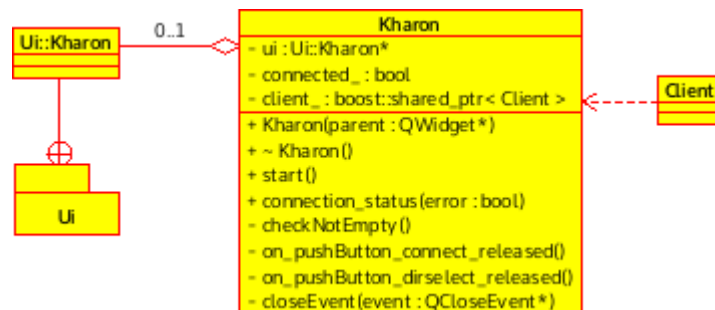 Kharon
Ui::Kharon
0..1
- ui : Ui::Kharon*
- connected_ : bool
- client_ : boost::shared_ptr< Client >
Client
+ Kharon(parent : QWidget*)
+ ~ Kharon()
+ start()
+ connection_status(error : bool)
- checkNotEmpty()
- on_pushButton_connect_released()
- on_pushButton_dirselect_released()
- closeEvent(event : QCloseEvent*)
Ui